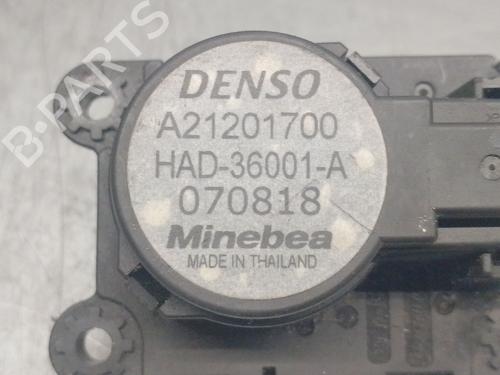 B-PARTS
DENSO
A21201700
HAD-36001-A
070818
Minebea
MADE IN THAILAND